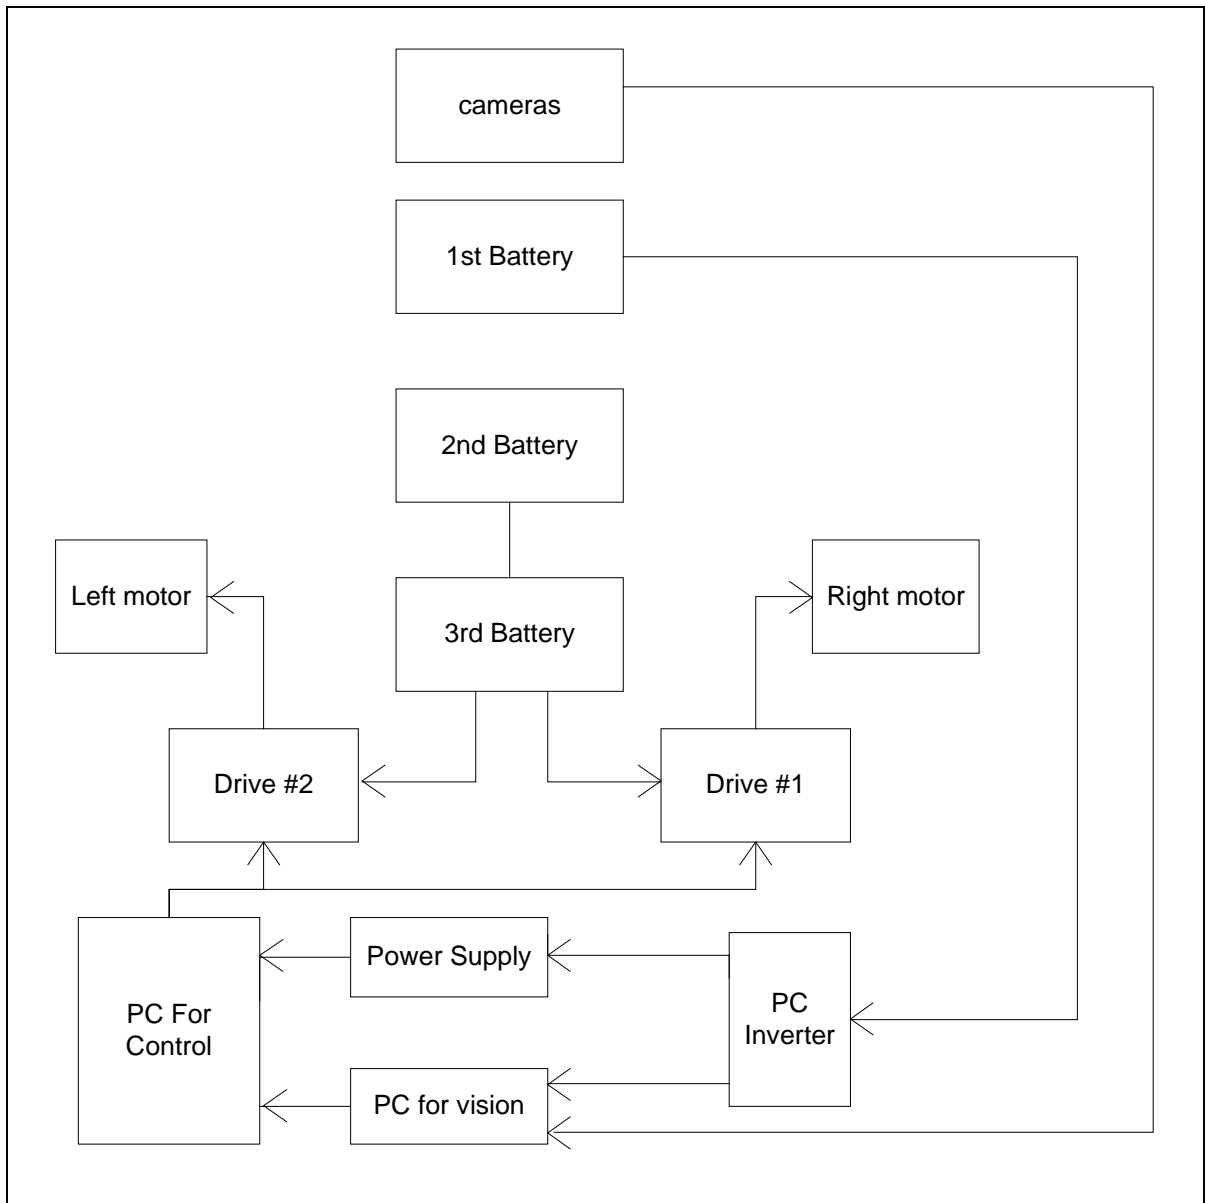 cameras
1st Battery
2nd Battery
Left motor
3rd Battery
Right motor
Drive #2
Drive #1
Power Supply
PC For
Control
PC
Inverter
PC for vision